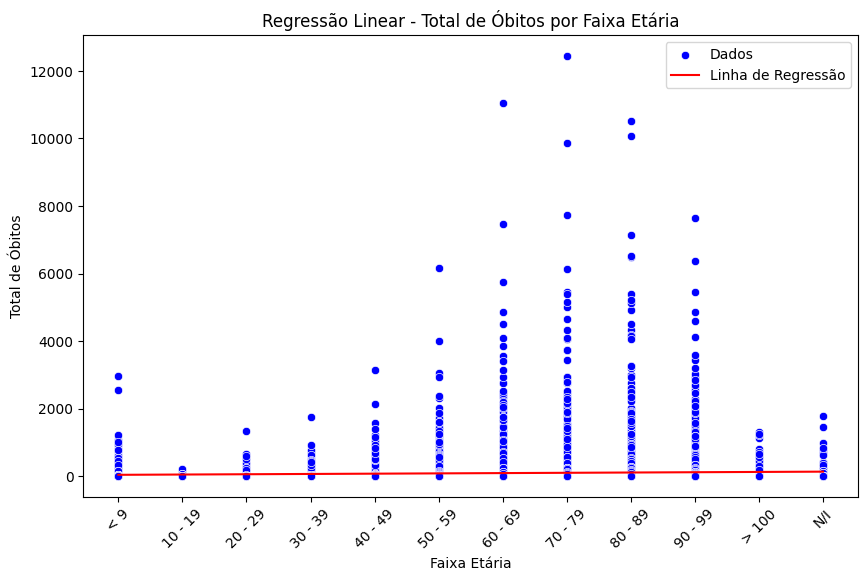 Regressão Linear - Total de Óbitos por Faixa Etária
Dados
Linha de Regressão
Total de Óbitos
12000
10000
8000
6000
4000
2000
0
< 9
10 - 19
20 - 29
30 - 39
40 - 49
50 - 59
60 - 69
70 - 79
80 - 89
90 - 99
> 100
N/I
Faixa Etária